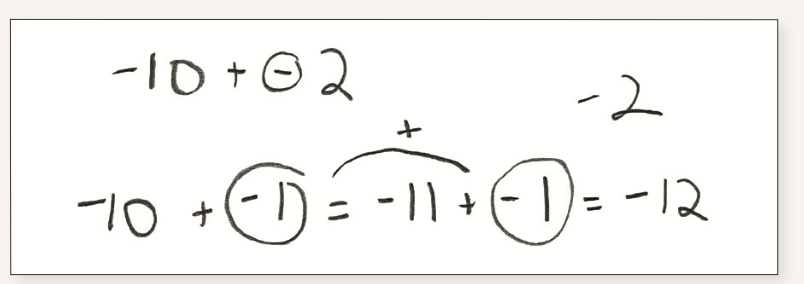 -10 + ⊖ 2
-2
+
-10 + (-1) = -11 + (-1) = -12